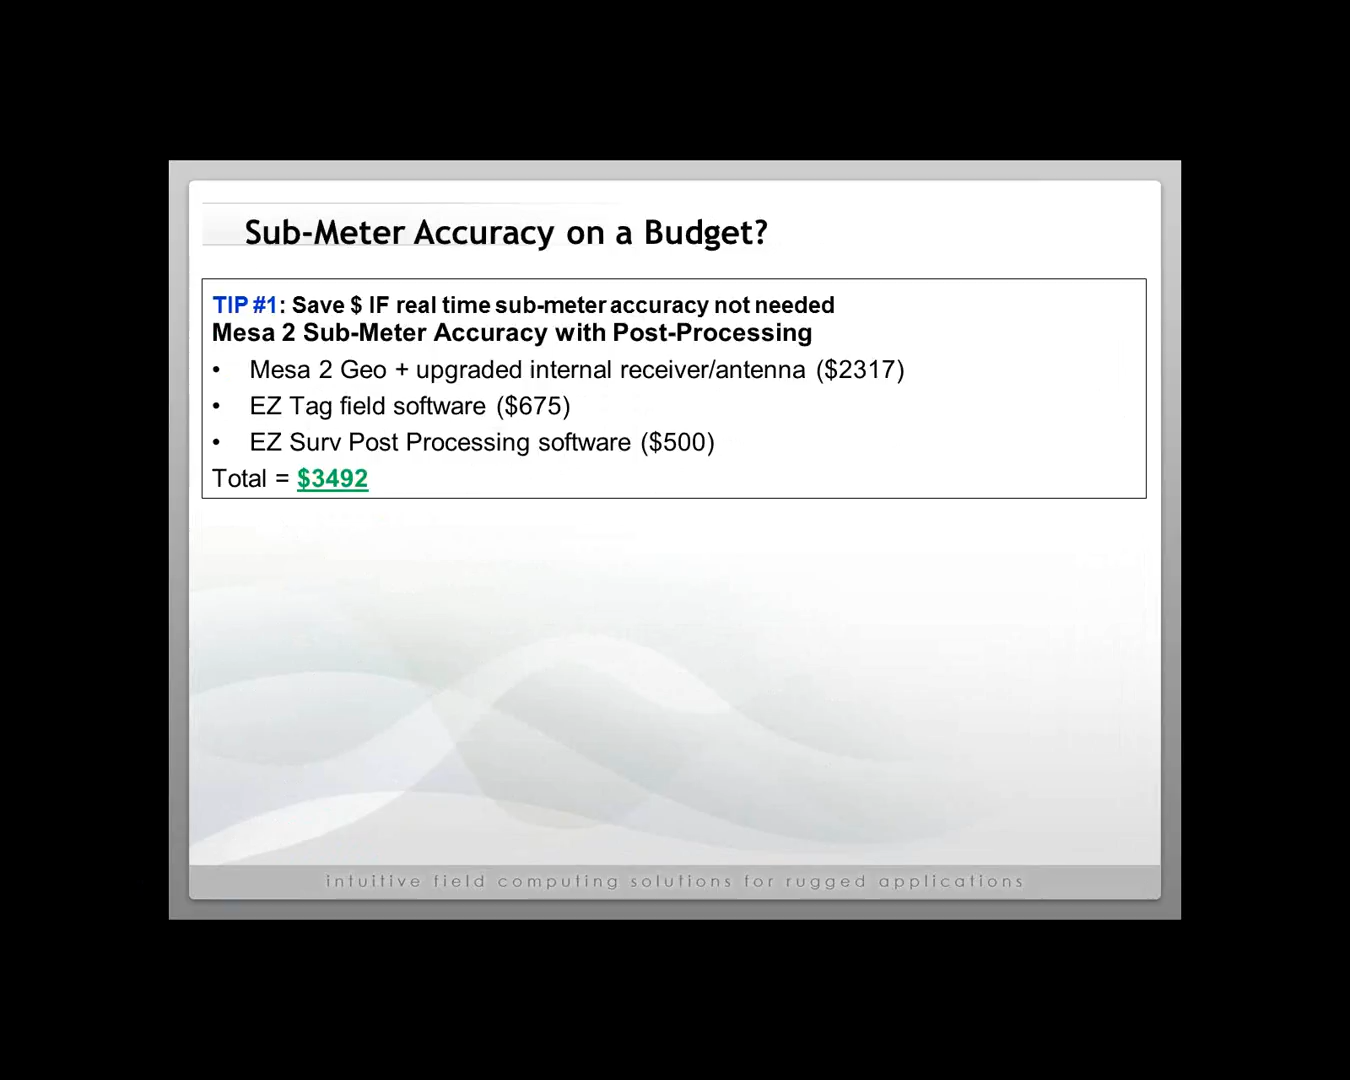 Sub-Meter Accuracy on a Budget?
TIP #1: Save $ IF real time sub-meter accuracy not needed
Mesa 2 Sub-Meter Accuracy with Post-Processing
• Mesa 2 Geo + upgraded internal receiver/antenna ($2317)
• EZ Tag field software ($675)
• EZ Surv Post Processing software ($500)
Total = $3492
intuitive field computing solutions for rugged applications